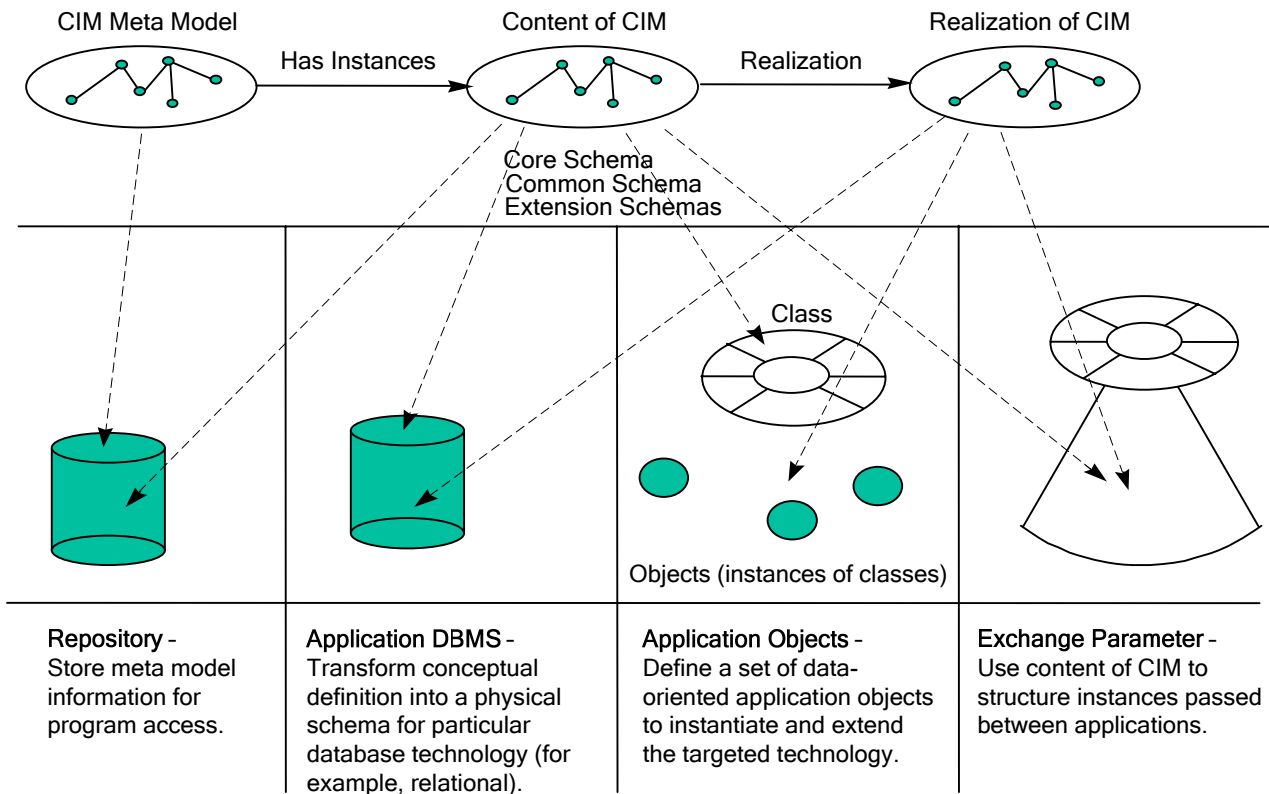 CIM Meta Model
Content of CIM
Realization of CIM
Has Instances
Realization
Core Schema
Common Schema
Extension Schemas
Class
Objects (instances of classes)
Repository -
Store meta model
information for
program access.
Application DBMS -
Transform conceptual
definition into a physical
schema for particular
database technology (for
example, relational).
Application Objects -
Define a set of data-
oriented application objects
to instantiate and extend
the targeted technology.
Exchange Parameter -
Use content of CIM to
structure instances passed
between applications.